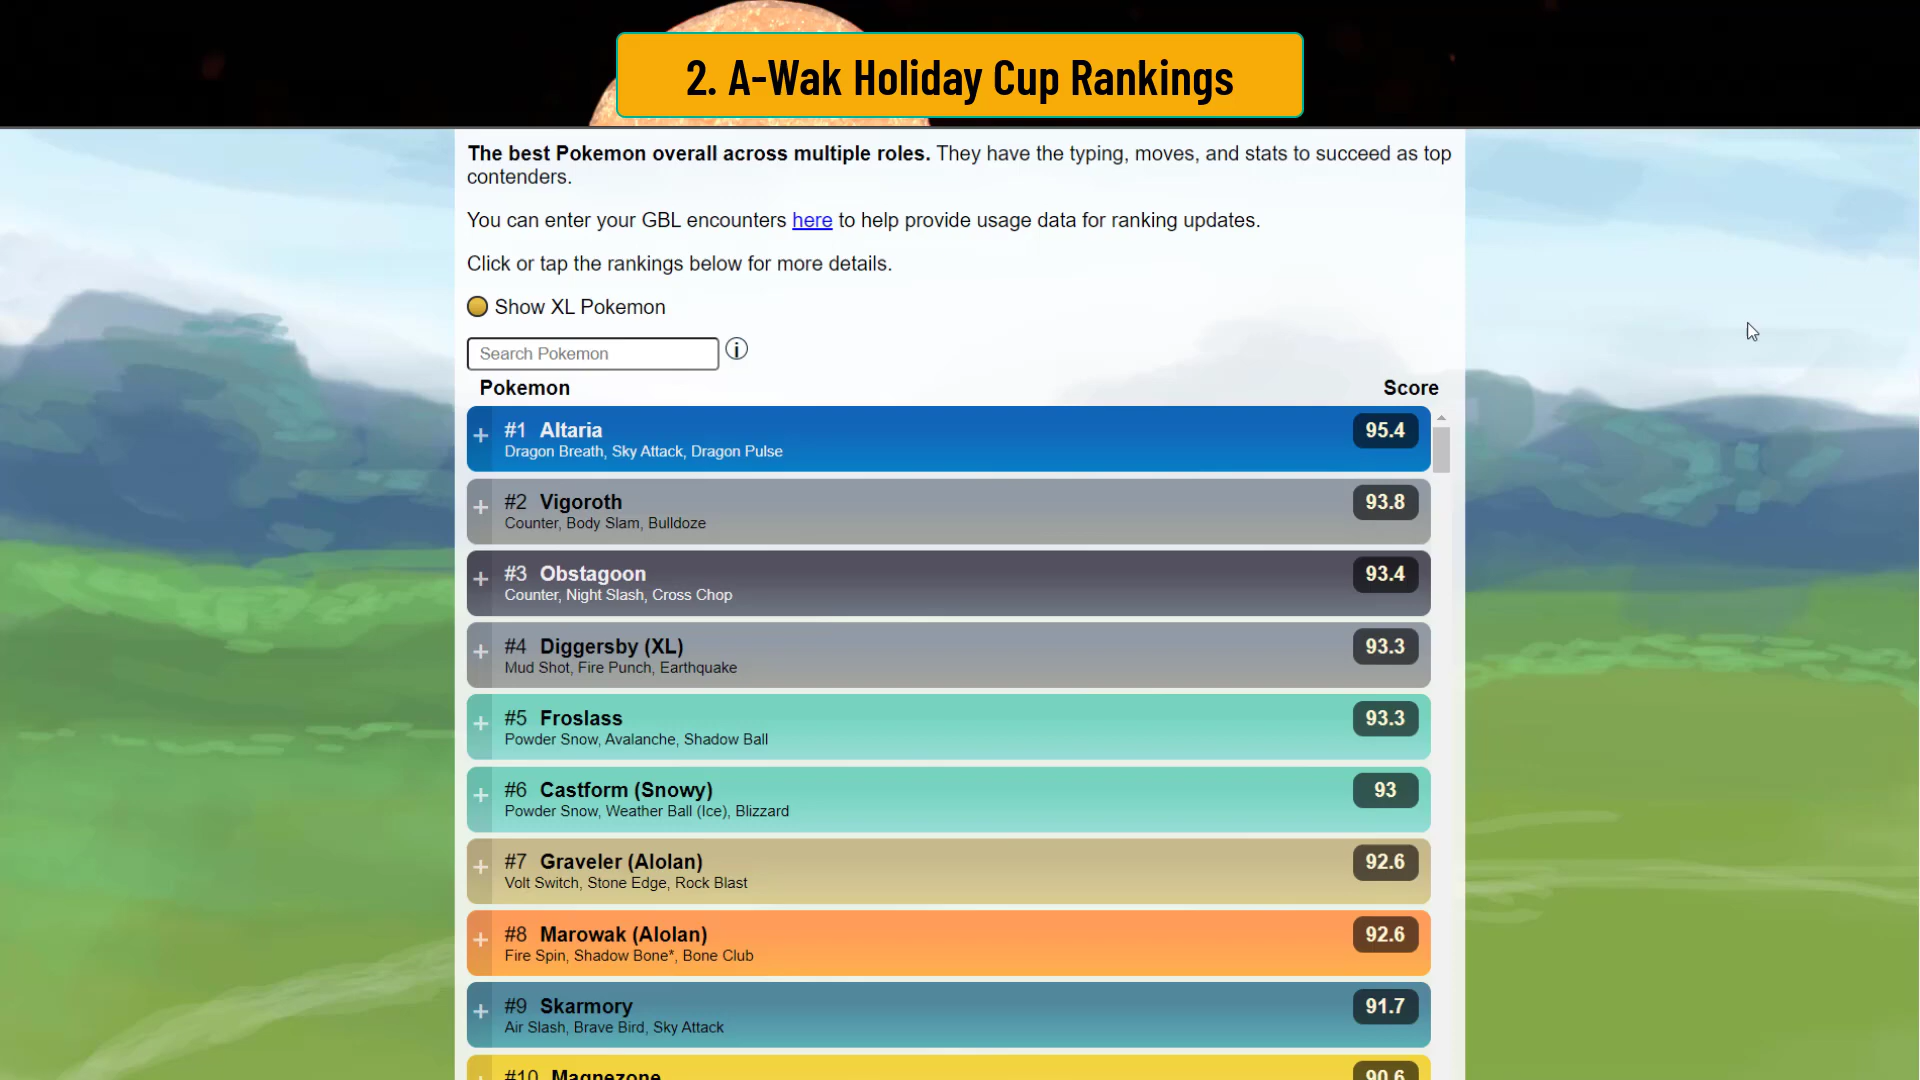 2. A-Wak Holiday Cup Rankings
The best Pokemon overall across multiple roles. They have the typing, moves, and stats to succeed as top
contenders.
You can enter your GBL encounters here to help provide usage data for ranking updates.
Click or tap the rankings below for more details.
Show XL Pokemon
Search Pokemon
i
Pokemon Score
+ #1 Altaria 95.4
Dragon Breath, Sky Attack, Dragon Pulse
+ #2 Vigoroth 93.8
Counter, Body Slam, Bulldoze
+ #3 Obstagoon 93.4
Counter, Night Slash, Cross Chop
+ #4 Diggersby (XL) 93.3
Mud Shot, Fire Punch, Earthquake
+ #5 Froslass 93.3
Powder Snow, Avalanche, Shadow Ball
+ #6 Castform (Snowy) 93
Powder Snow, Weather Ball (Ice), Blizzard
+ #7 Graveler (Alolan) 92.6
Volt Switch, Stone Edge, Rock Blast
+ #8 Marowak (Alolan) 92.6
Fire Spin, Shadow Bone*, Bone Club
+ #9 Skarmory 91.7
Air Slash, Brave Bird, Sky Attack
#10 Magnezone 90.6